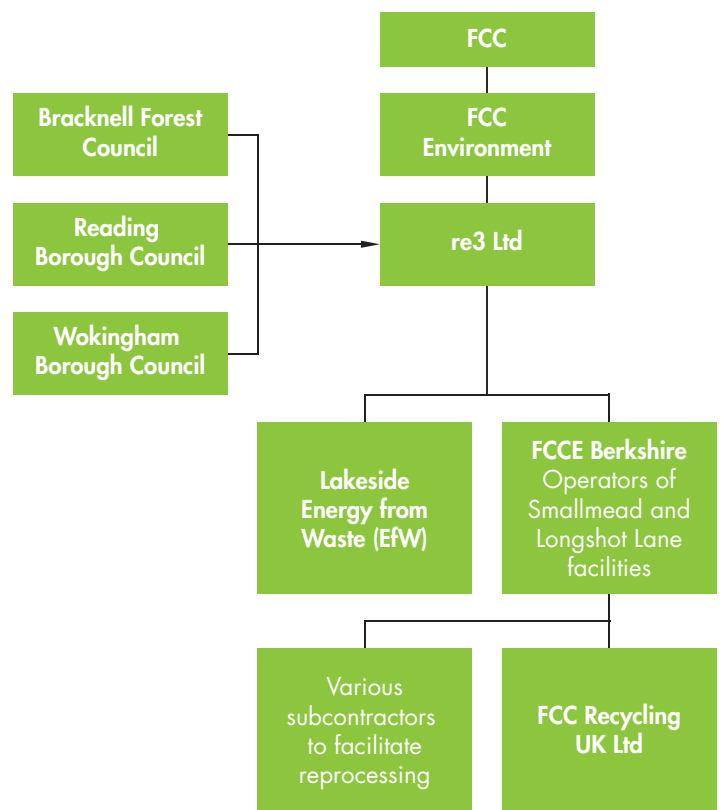 FCC
FCC
Environment
Bracknell Forest
Council
Reading
Borough Council
re3 Ltd
Wokingham
Borough Council
Lakeside
Energy from
Waste (EfW)
FCCE Berkshire
Operators of
Smallmead and
Longshot Lane
facilities
Various
subcontractors
to facilitate
reprocessing
FCC Recycling
UK Ltd